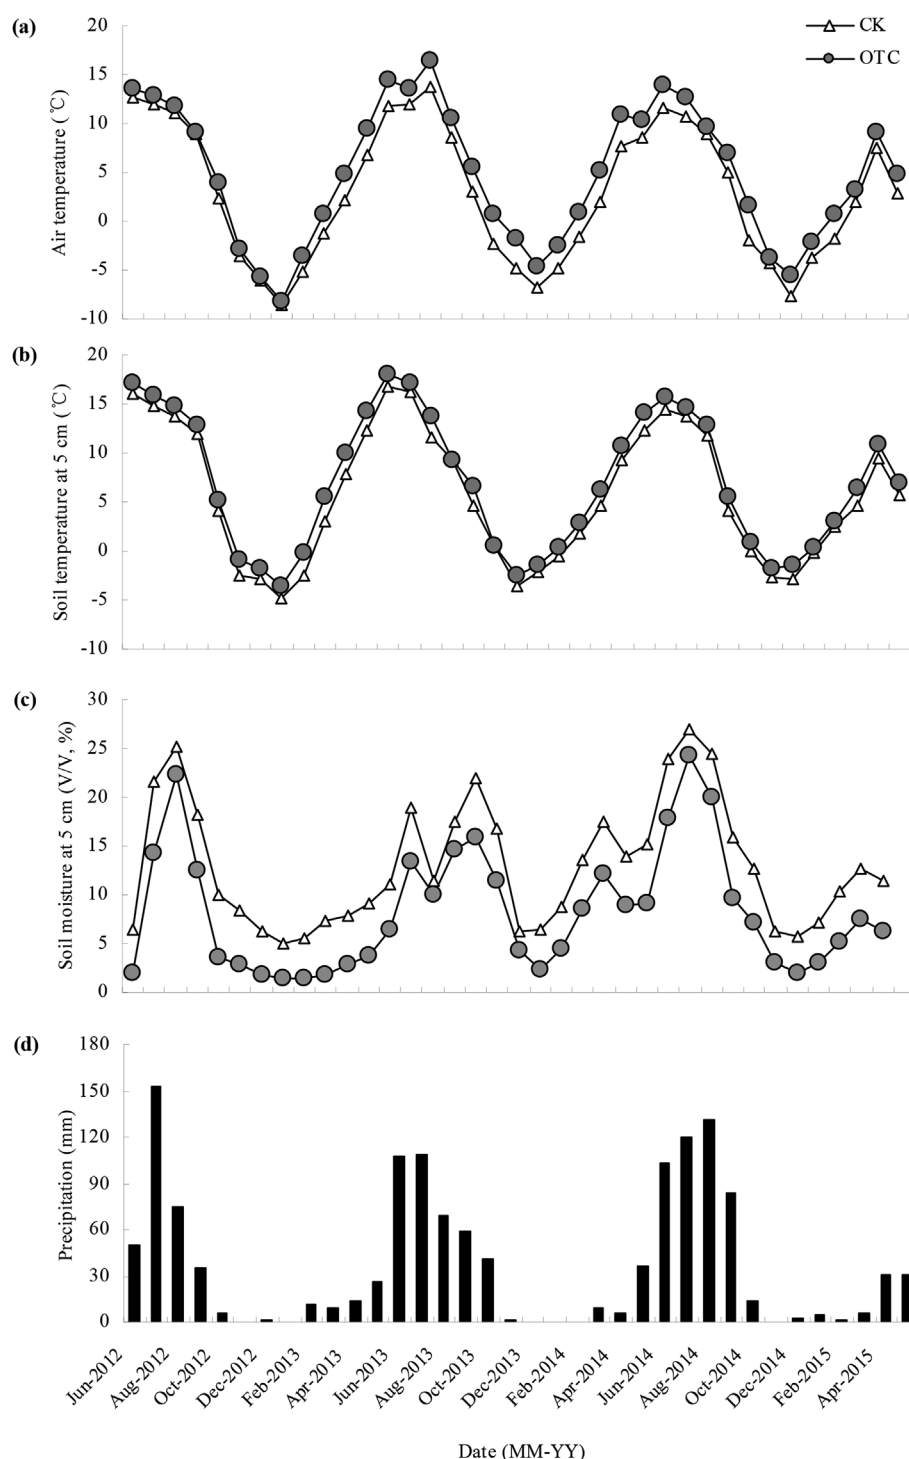 (a)
20
15
10
5
0
-5
-10
Air temperature (℃)
CK
OTC
(b)
20
15
10
5
0
-5
-10
Soil temperature at 5 cm (℃)
(c)
30
25
20
15
10
5
0
Soil moisture at 5 cm (V/V, %)
(d)
180
150
120
90
60
30
0
Precipitation (mm)
Jun-2012
Aug-2012
Oct-2012
Dec-2012
Feb-2013
Apr-2013
Jun-2013
Aug-2013
Oct-2013
Dec-2013
Feb-2014
Apr-2014
Jun-2014
Aug-2014
Oct-2014
Dec-2014
Feb-2015
Apr-2015
Date (MM-YY)